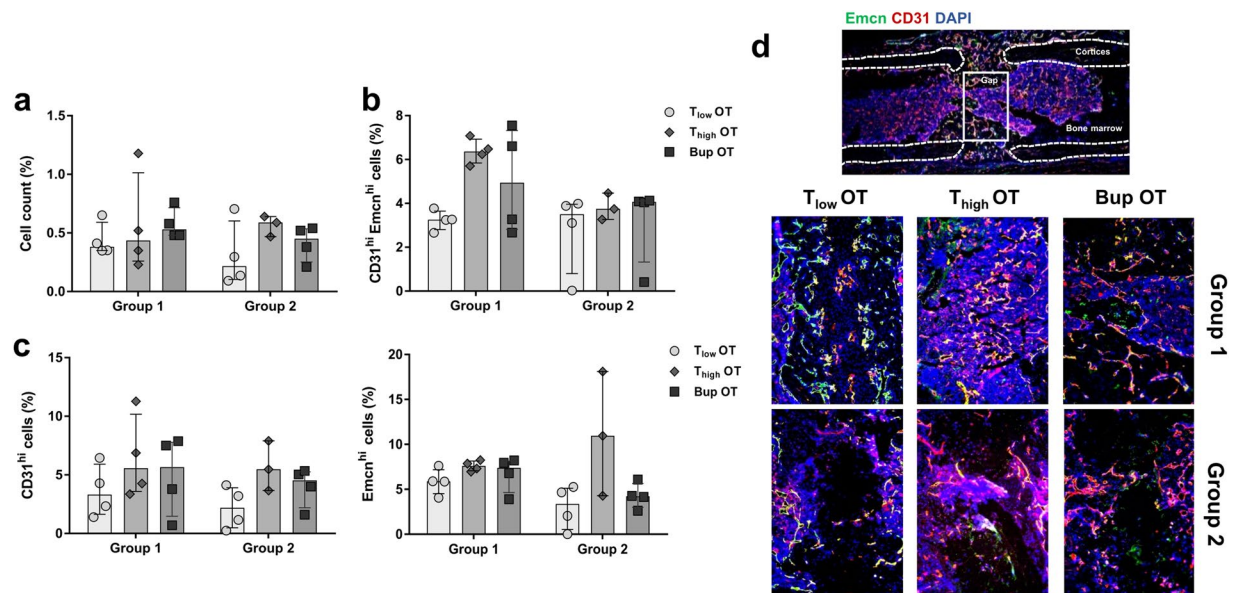 a
Cell count (%)
1.5
1.0
0.5
0.0
Group 1
Group 2
b
CD31ʰⁱ Emcnʰⁱ cells (%)
8
6
4
2
0
Group 1
Group 2
Tₗₒw OT
Tₕᵢgₕ OT
Bup OT
c
CD31ʰⁱ cells (%)
15
10
5
0
Group 1
Group 2
Emcnʰⁱ cells (%)
20
15
10
5
0
Group 1
Group 2
Tₗₒw OT
Tₕᵢgₕ OT
Bup OT
d
Emcn CD31 DAPI
Cortices
Gap
Bone marrow
Tₗₒw OT
Tₕᵢgₕ OT
Bup OT
Group 1
Group 2